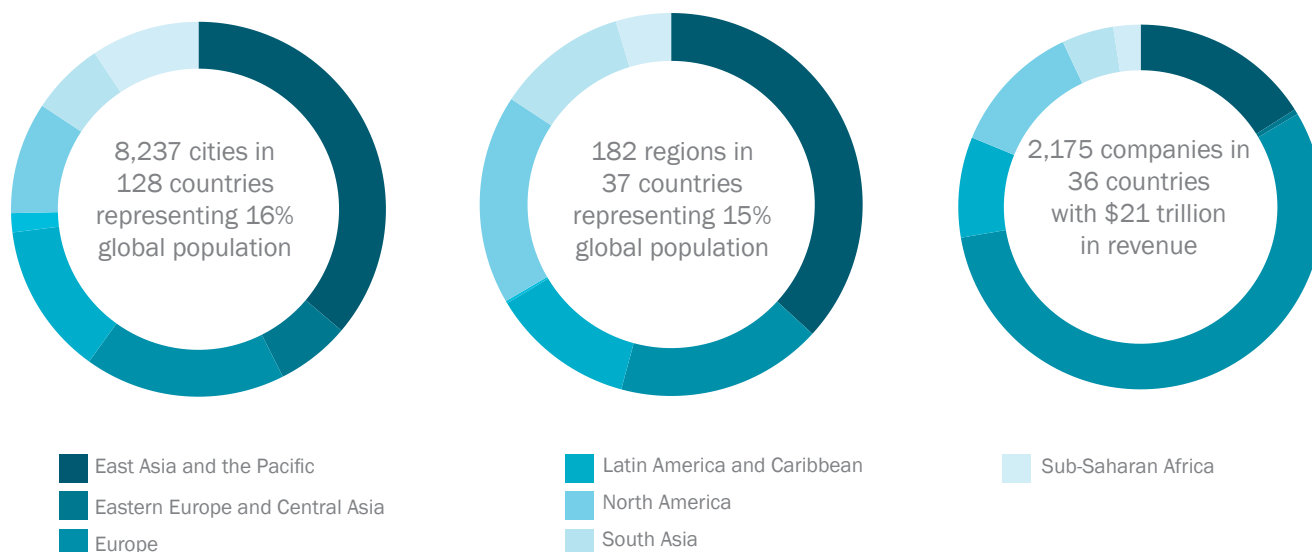 8,237 cities in
128 countries
representing 16%
global population
182 regions in
37 countries
representing 15%
global population
2,175 companies in
36 countries
with $21 trillion
in revenue
East Asia and the Pacific
Eastern Europe and Central Asia
Europe
Latin America and Caribbean
North America
South Asia
Sub-Saharan Africa